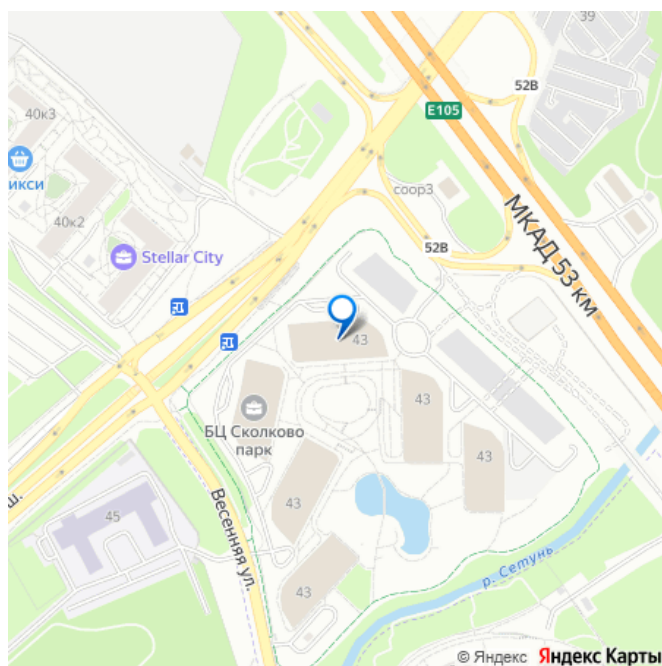 39
52В
E105
40к3
икси
соор3
40к2
Stellar City
52В
МКАД 53 км
43
43
БЦ Сколково
парк
43
43
ш.
45
Весенняя ул.
43
р. Сетунь
© Яндекс Яндекс Карты